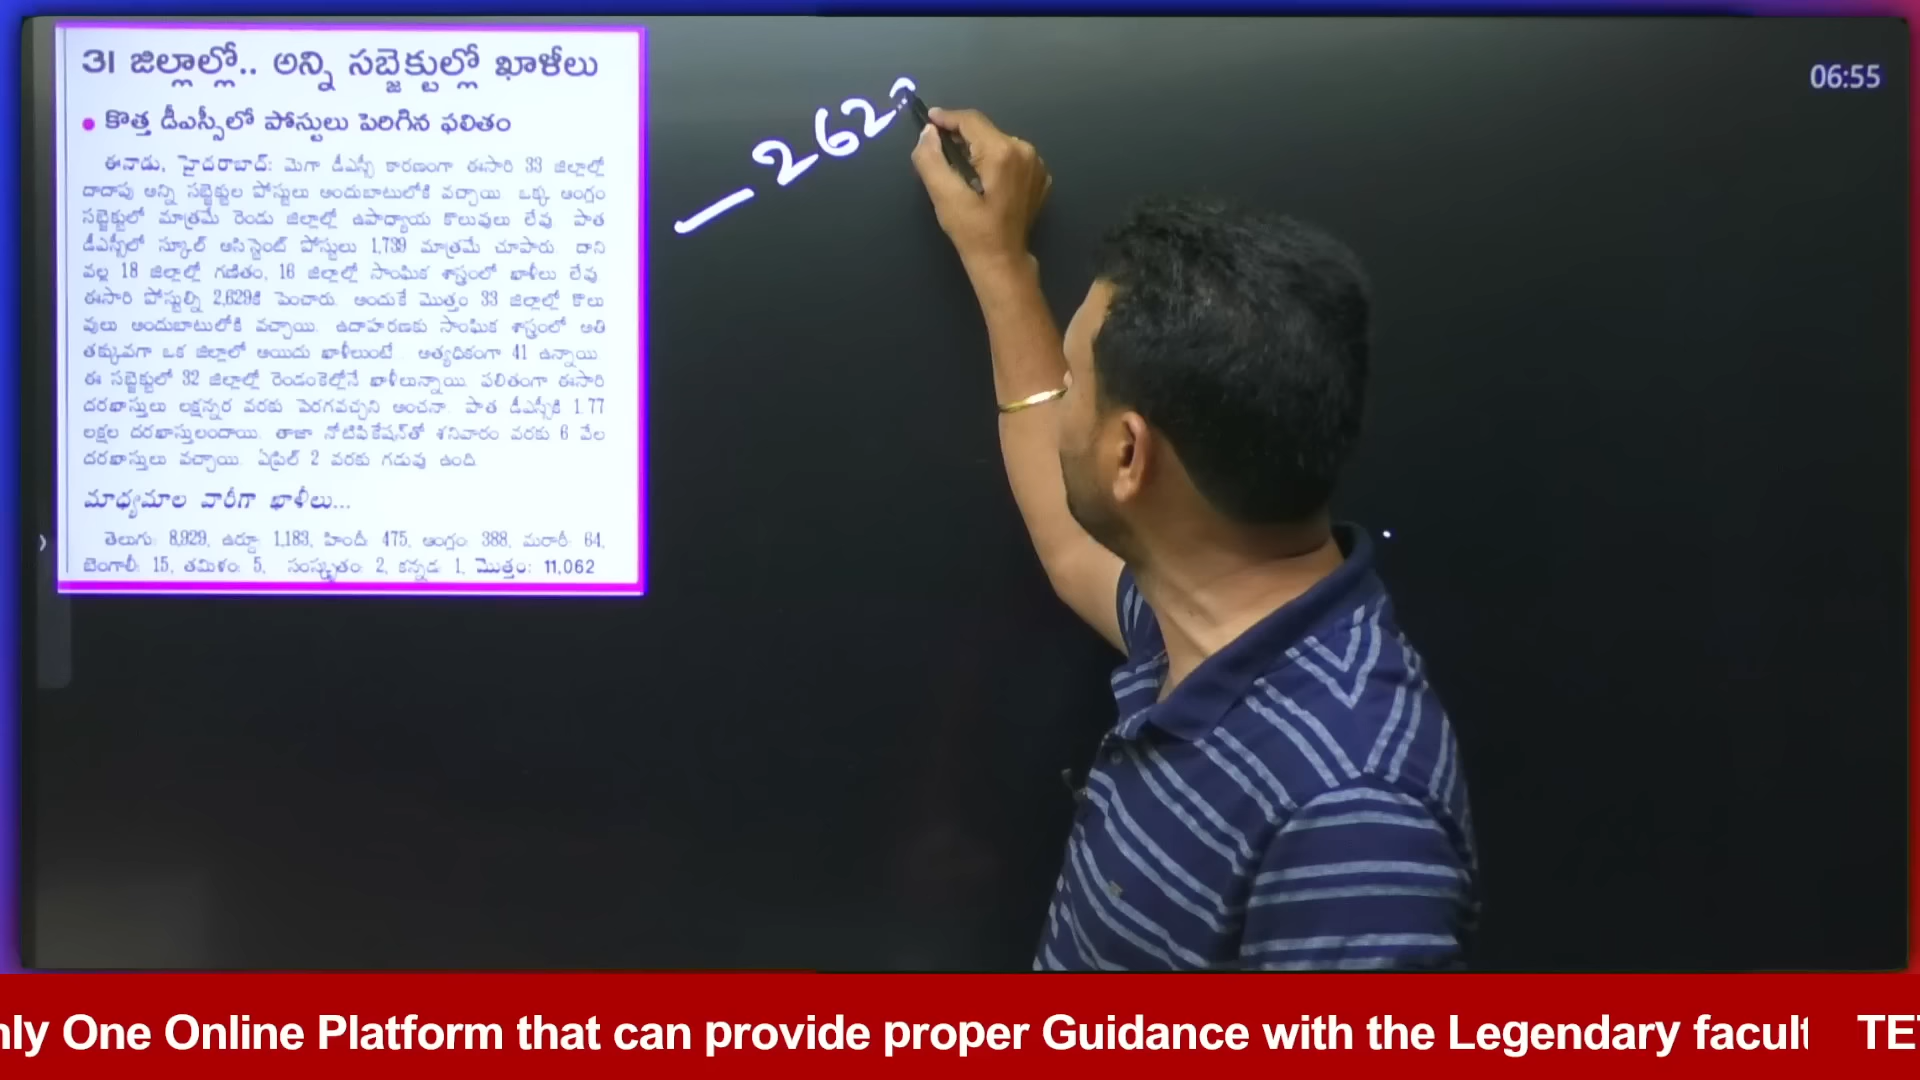 31 జిల్లాల్లో.. అన్ని సబ్జెక్టుల్లో ఖాళీలు
• కొత్త డీఎస్సీలో పోస్టులు పెరిగిన ఫలితం
ఈనాడు, హైదరాబాద్: మెగా డీఎస్సీ కారణంగా ఈసారి 33 జిల్లాల్లో
దాదాపు అన్ని సబ్జెక్టుల పోస్టులు అందుబాటులోకి వచ్చాయి. ఒక్క ఆంగ్లం
సబ్జెక్టులో మాత్రమే రెండు జిల్లాల్లో ఉపాధ్యాయ కొలువులు లేవు. పాత
డీఎస్సీలో స్కూల్ అసిస్టెంట్ పోస్టులు 1,739 మాత్రమే చూపారు. దాని
వల్ల 18 జిల్లాల్లో గణితం, 16 జిల్లాల్లో సాంఘిక శాస్త్రంలో ఖాళీలు లేవు.
ఈసారి పోస్టుల్ని 2,629కి పెంచారు. అందుకే మొత్తం 33 జిల్లాల్లో కొలు
వులు అందుబాటులోకి వచ్చాయి. ఉదాహరణకు సాంఘిక శాస్త్రంలో అతి
తక్కువగా ఒక జిల్లాలో అయిదు ఖాళీలుంటే.. అత్యధికంగా 41 ఉన్నాయి.
ఈ సబ్జెక్టులో 32 జిల్లాల్లో రెండంకెల్లోనే ఖాళీలున్నాయి. ఫలితంగా ఈసారి
దరఖాస్తులు లక్షన్నర వరకు పెరగవచ్చని అంచనా. పాత డీఎస్సీకి 1.77
లక్షల దరఖాస్తులందాయి. తాజా నోటిఫికేషన్‌తో శనివారం వరకు 6 వేల
దరఖాస్తులు వచ్చాయి. ఏప్రిల్ 2 వరకు గడువు ఉంది.
మాధ్యమాల వారీగా ఖాళీలు...
తెలుగు: 8,929, ఉర్దూ: 1,183, హిందీ: 475, ఆంగ్లం: 388, మరాఠీ: 64,
బెంగాలీ: 15, తమిళం: 5, సంస్కృతం: 2, కన్నడ: 1, మొత్తం: 11,062
— 262
06:55
One Online Platform that can provide proper Guidance with the Legendary facult TE